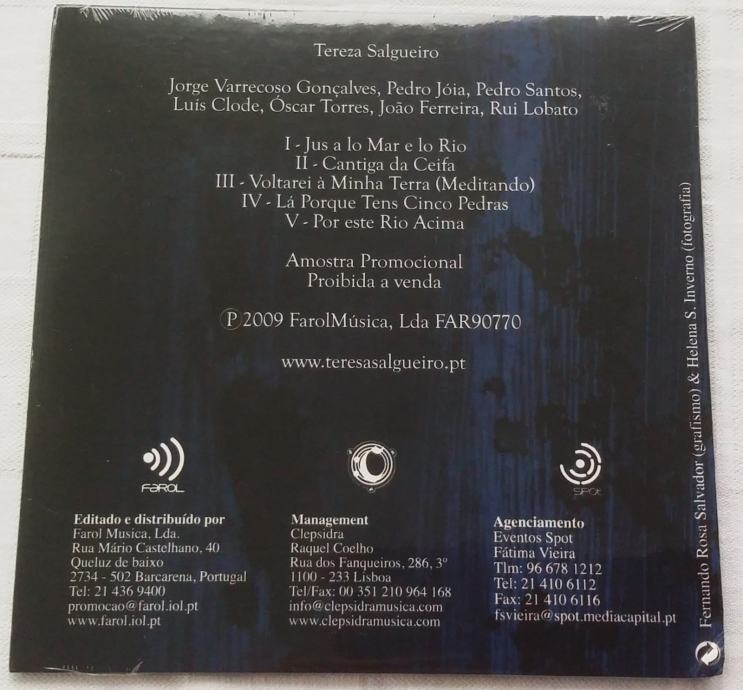 Tereza Salgueiro
Jorge Varrecoso Gonçalves, Pedro Jóia, Pedro Santos,
Luís Clode, Óscar Torres, João Ferreira, Rui Lobato
I - Jus a lo Mar e lo Rio
II - Cantiga da Ceifa
III - Voltarei à Minha Terra (Meditando)
IV - Lá Porque Tens Cinco Pedras
V - Por este Rio Acima
Amostra Promocional
Proibida a venda
Ⓟ2009 FarolMúsica, Lda FAR90770
www.teresasalgueiro.pt
FAROL
SPOt
Editado e distribuído por
Farol Musica, Lda.
Rua Mário Castelhano, 40
Queluz de baixo
2734 - 502 Barcarena, Portugal
Tel: 21 436 9400
promocao@farol.iol.pt
www.farol.iol.pt
Management
Clepsidra
Raquel Coelho
Rua dos Fanqueiros, 286, 3º
1100 - 233 Lisboa
Tel/Fax: 00 351 210 964 168
info@clepsidramusica.com
www.clepsidramusica.com
Agenciamento
Eventos Spot
Fátima Vieira
Tlm: 96 678 1212
Tel: 21 410 6112
Fax: 21 410 6116
fsvieira@spot.mediacapital.pt
Fernando Rosa Salvador (grafismo) & Helena S. Inverno (fotografia)